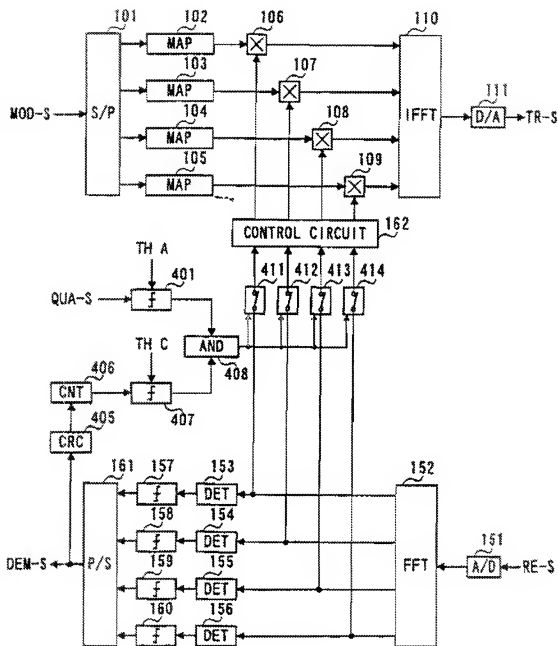 101 102 106 110
MAP
103 107
MAP
111
MOD-S S/P 104 108 IFFT D/A TR-S
MAP
105 109
MAP
CONTROL CIRCUIT
162
TH A 411 412 413 414
401
QUA-S
TH C AND
406 408
CNT
405 407
CRC
161 157 153 152
DET
158 154
DET 151
DEM-S P/S 159 155 FFT A/D RE-S
DET
160 156
DET